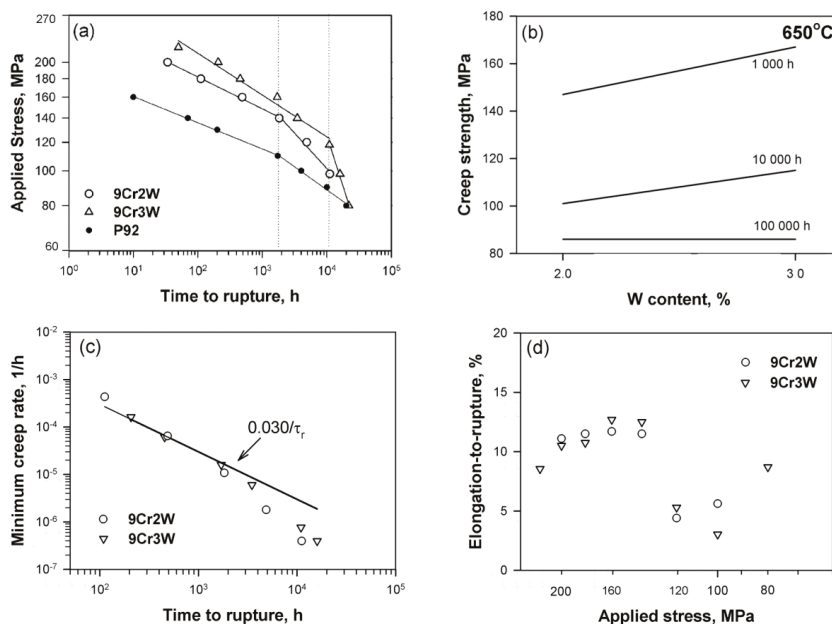 (a)
Applied Stress, MPa
270
200
180
160
140
120
100
80
60
10^0
10^1
10^2
10^3
10^4
10^5
Time to rupture, h
9Cr2W
9Cr3W
P92
(b)
650°C
Creep strength, MPa
180
160
140
120
100
80
1 000 h
10 000 h
100 000 h
2.0
3 0
W content, %
(c)
Minimum creep rate, 1/h
10^-2
10^-3
10^-4
10^-5
10^-6
10^-7
0.030/τr
9Cr2W
9Cr3W
10^2
10^3
10^4
10^5
Time to rupture, h
(d)
Elongation-to-rupture, %
20
15
10
5
0
9Cr2W
9Cr3W
200
160
120
100
80
Applied stress, MPa